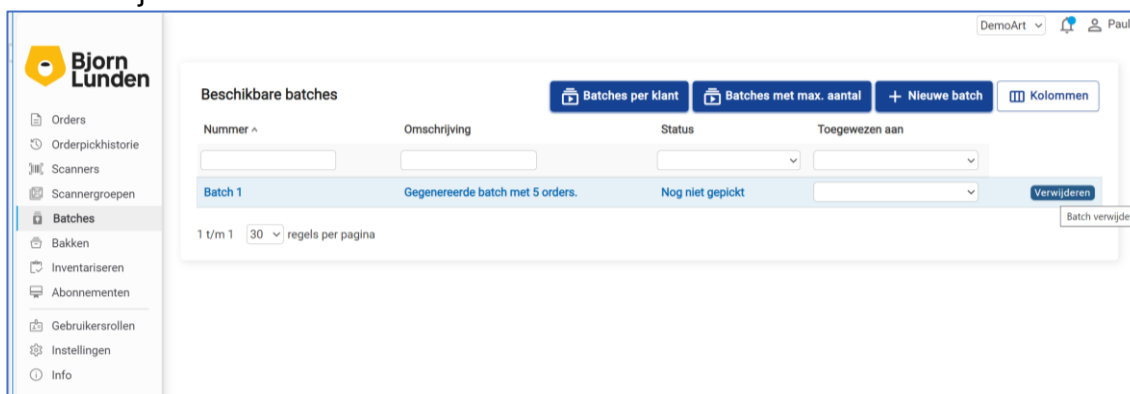 DemoArt Paul
Bjorn
Lunden
Orders
Orderpickhistorie
Scanners
Scannergroepen
Batches
Bakken
Inventariseren
Abonnementen
Gebruikersrollen
Instellingen
Info
Beschikbare batches Batches per klant Batches met max. aantal + Nieuwe batch Kolommen
Nummer Omschrijving Status Toegewezen aan
Batch 1 Gegenereerde batch met 5 orders. Nog niet gepickt Verwijderen
Batch verwijde
1 t/m 1 30 regels per pagina